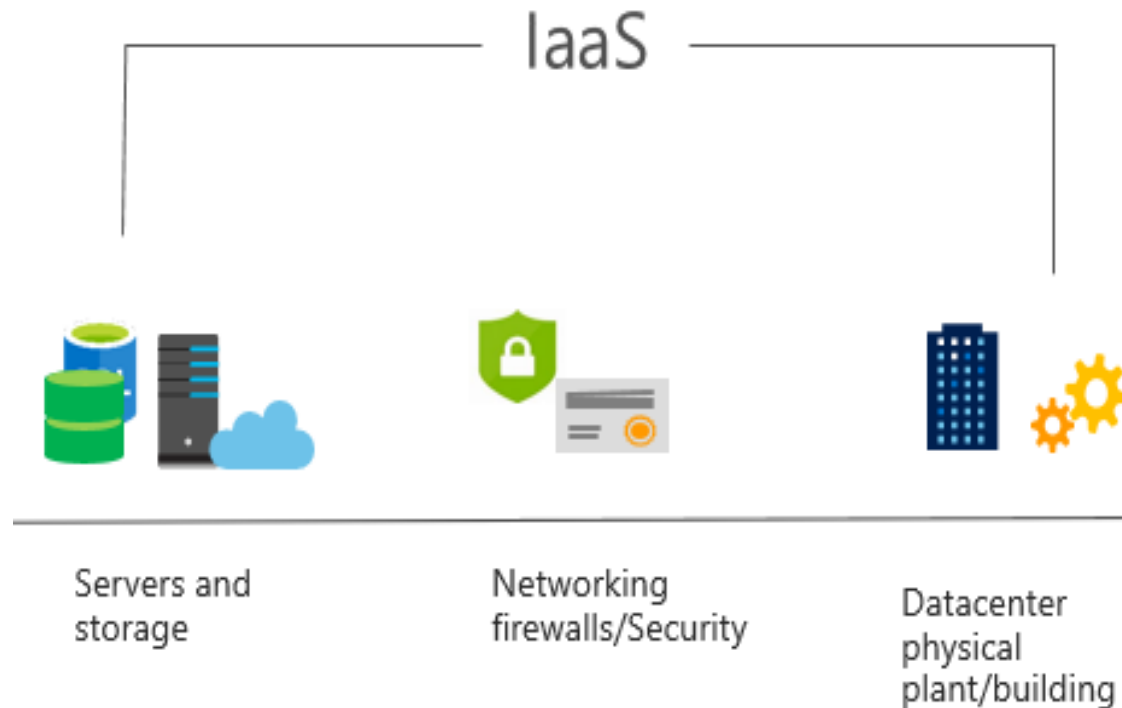 IaaS
Servers and
storage
Networking
firewalls/Security
Datacenter
physical
plant/building